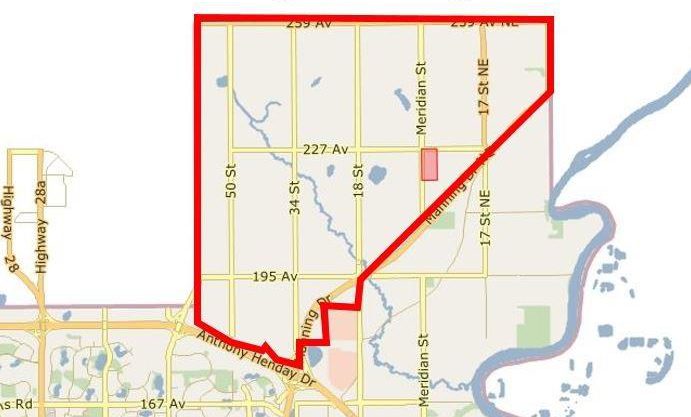 259 Av
259 Av NE
Meridian St
17 St NE
227 Av
50 St
34 St
18 St
Highway 28a
Highway 28
Manning Dr
17 St NE
195 Av
Manning Dr
Anthony Henday Dr
Meridian St
167 Av
As Rd